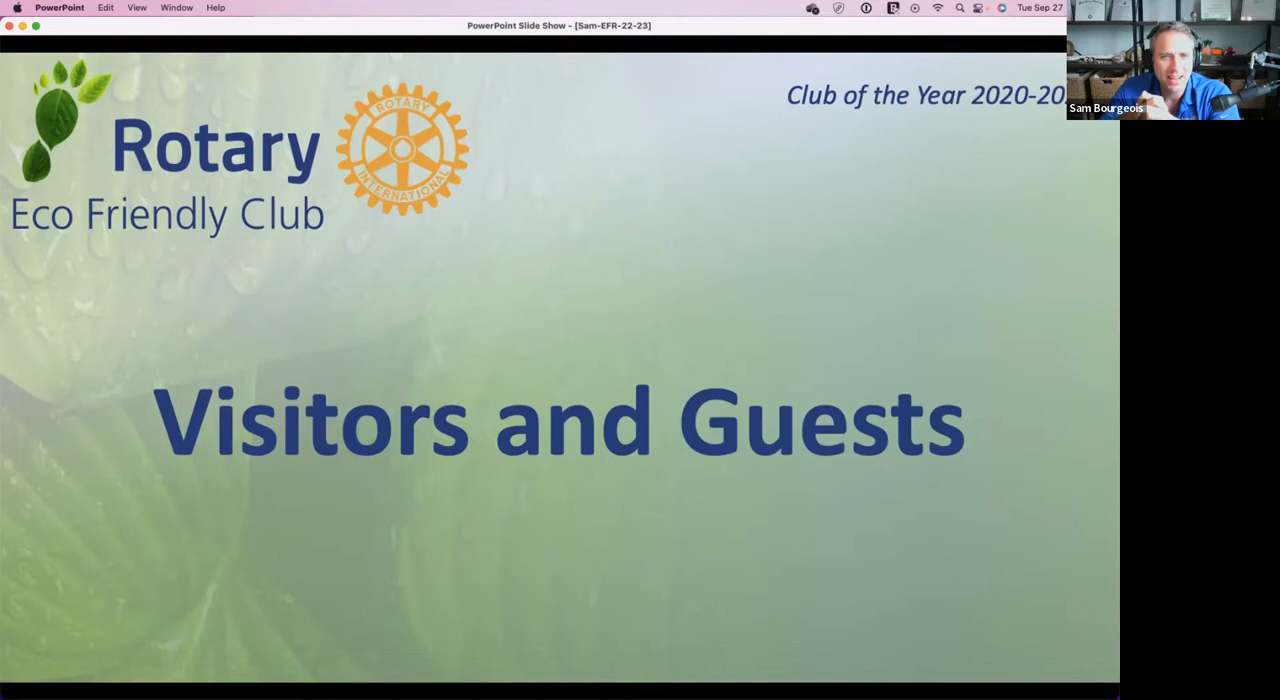 PowerPoint Edit View Window Help Tue Sep 27
PowerPoint Slide Show - [Sam-EFR-22-23]
Club of the Year 2020-20
Rotary
Eco Friendly Club
ROTARY
INTERNATIONAL
Sam Bourgeois
Visitors and Guests